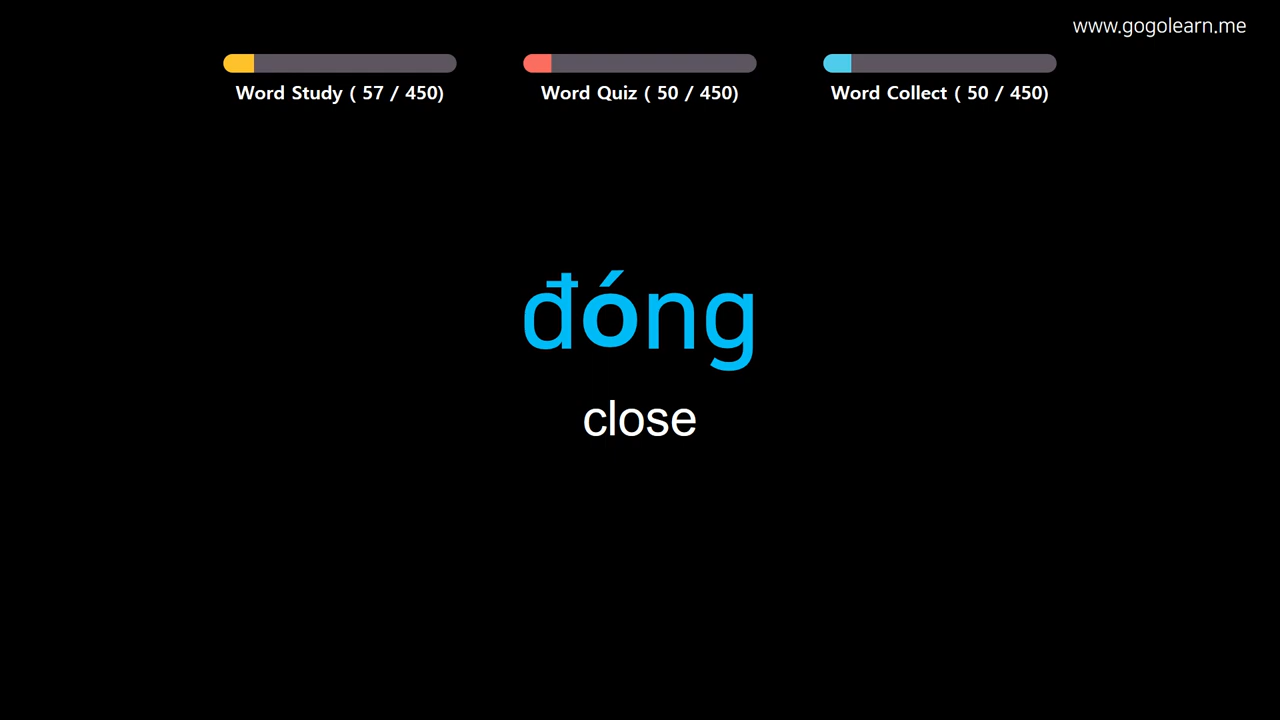 www.gogolearn.me
Word Study ( 57 / 450)
Word Quiz ( 50 / 450)
Word Collect ( 50 / 450)
đóng
close